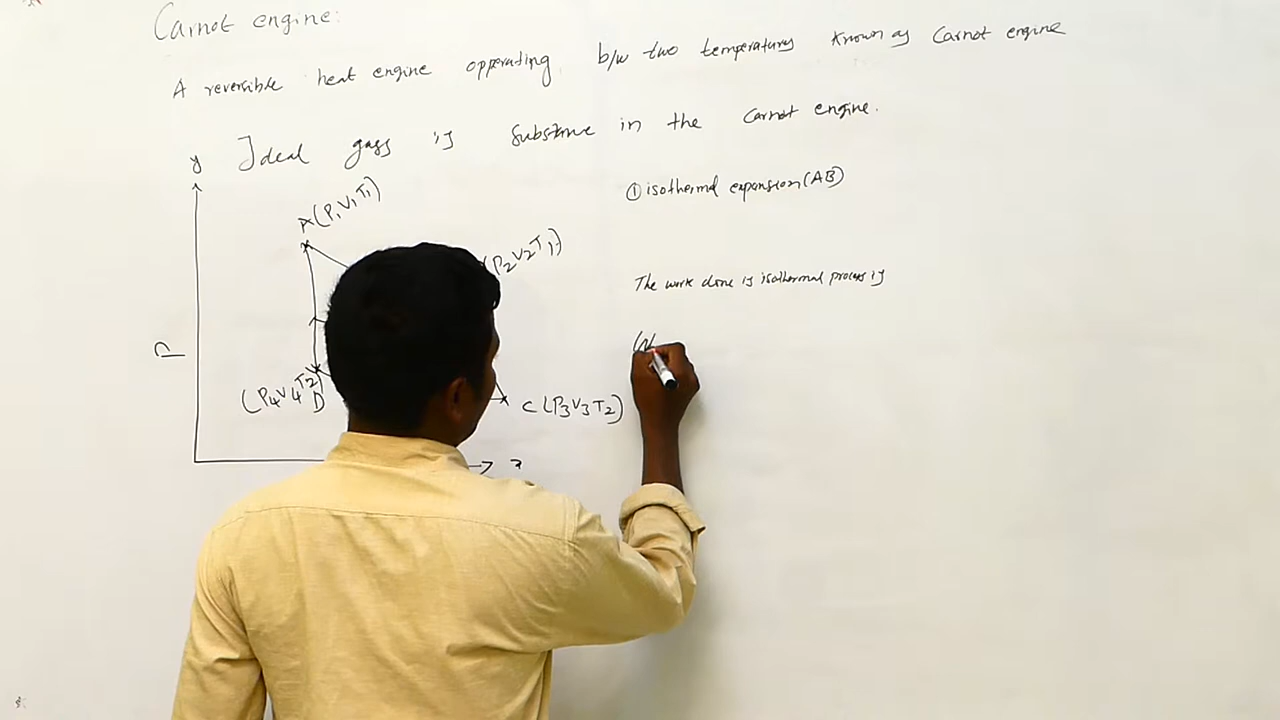 Carnot engine:
A reversible heat engine opperating b/w two temperatures known as Carnot engine
Ideal gass is substance in the Carnot engine.
y
A(P1V1T1)
(P2V2T1)
P
(P4V4T2)
D
C(P3V3T2)
x
① isothermal expansion(AB)
The work done is isothermal process is
W